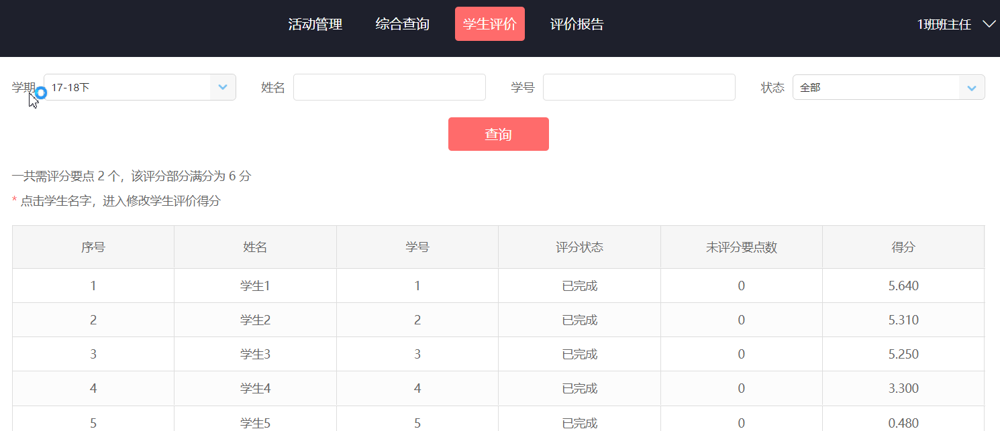 活动管理 综合查询 学生评价 评价报告 1班班主任
学期 17-18下 姓名 学号 状态 全部
查询
一共需评分要点 2 个，该评分部分满分为 6 分
* 点击学生名字，进入修改学生评价得分
序号 姓名 学号 评分状态 未评分要点数 得分
1 学生1 1 已完成 0 5.640
2 学生2 2 已完成 0 5.310
3 学生3 3 已完成 0 5.250
4 学生4 4 已完成 0 3.300
5 学生5 5 已完成 0 0.480